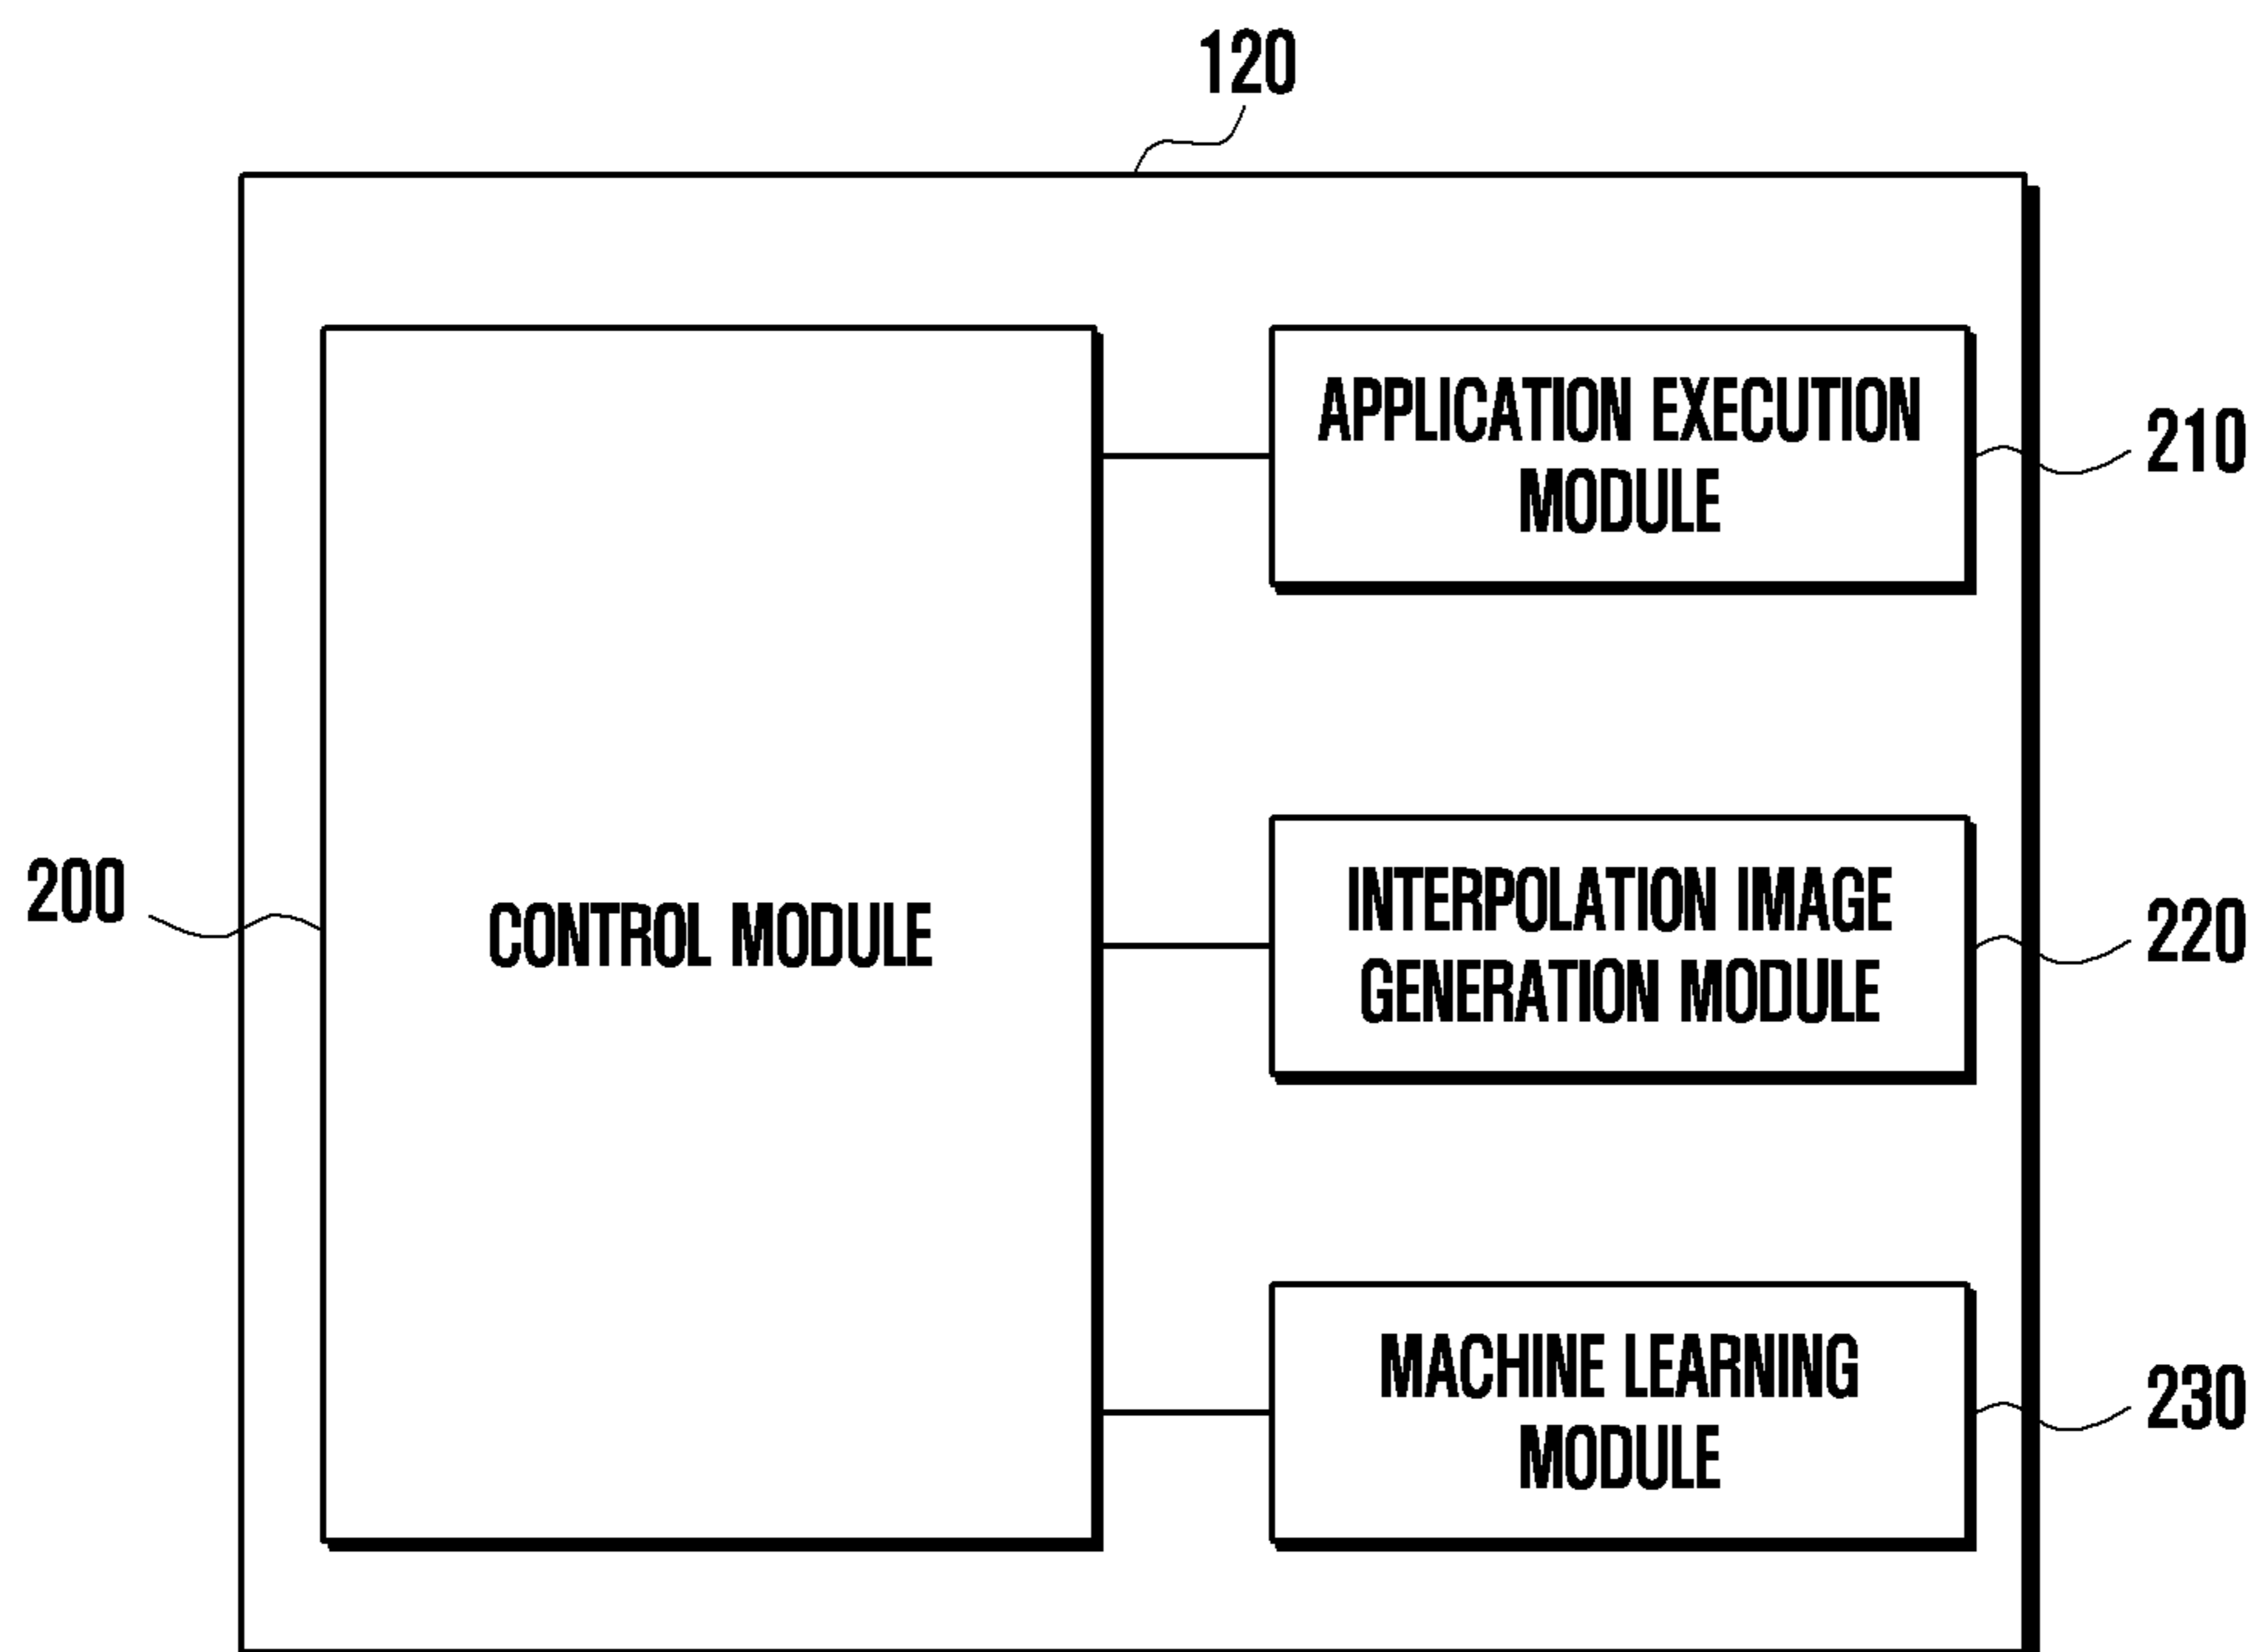 120
APPLICATION EXECUTION
MODULE
210
200
CONTROL MODULE
INTERPOLATION IMAGE
GENERATION MODULE
220
MACHINE LEARNING
MODULE
230